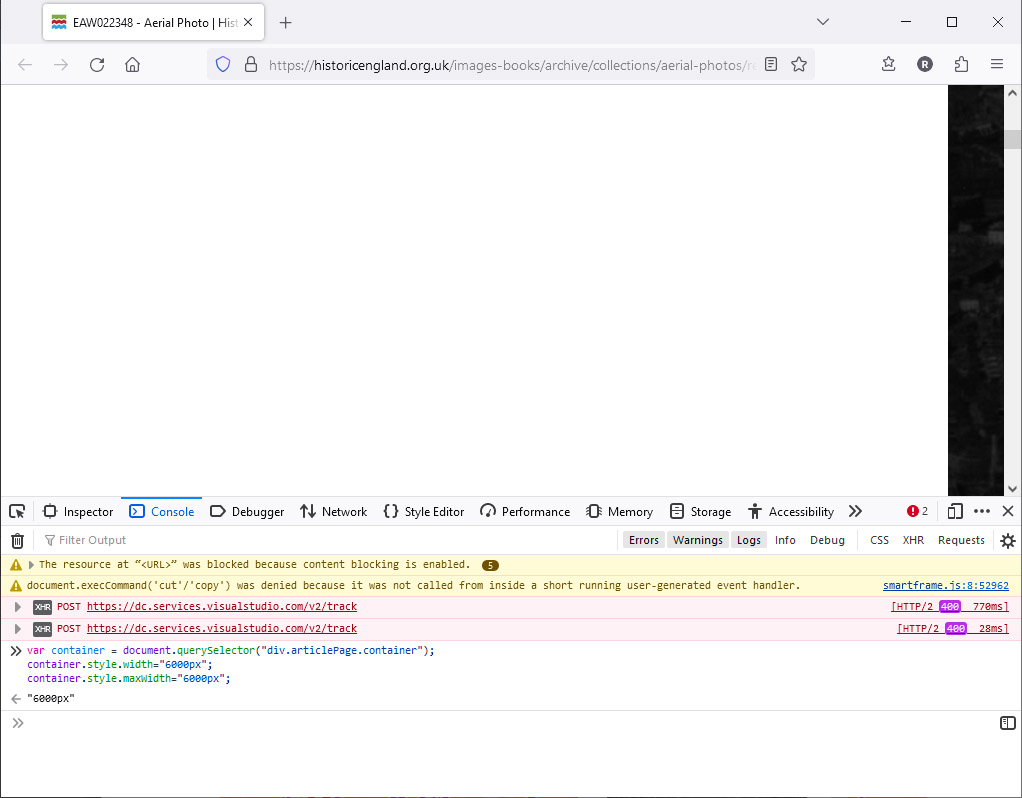 EAW022348 - Aerial Photo | Hist
https://historicengland.org.uk/images-books/archive/collections/aerial-photos/r
R
Inspector Console Debugger Network Style Editor Performance Memory Storage Accessibility 2
Filter Output Errors Warnings Logs Info Debug CSS XHR Requests
The resource at “<URL>” was blocked because content blocking is enabled. 5
document.execCommand('cut'/'copy') was denied because it was not called from inside a short running user-generated event handler. smartframe.js:8:52962
XHR POST https://dc.services.visualstudio.com/v2/track [HTTP/2 400 770ms]
XHR POST https://dc.services.visualstudio.com/v2/track [HTTP/2 400 28ms]
var container = document.querySelector("div.articlePage.container");
container.style.width="6000px";
container.style.maxWidth="6000px";
"6000px"